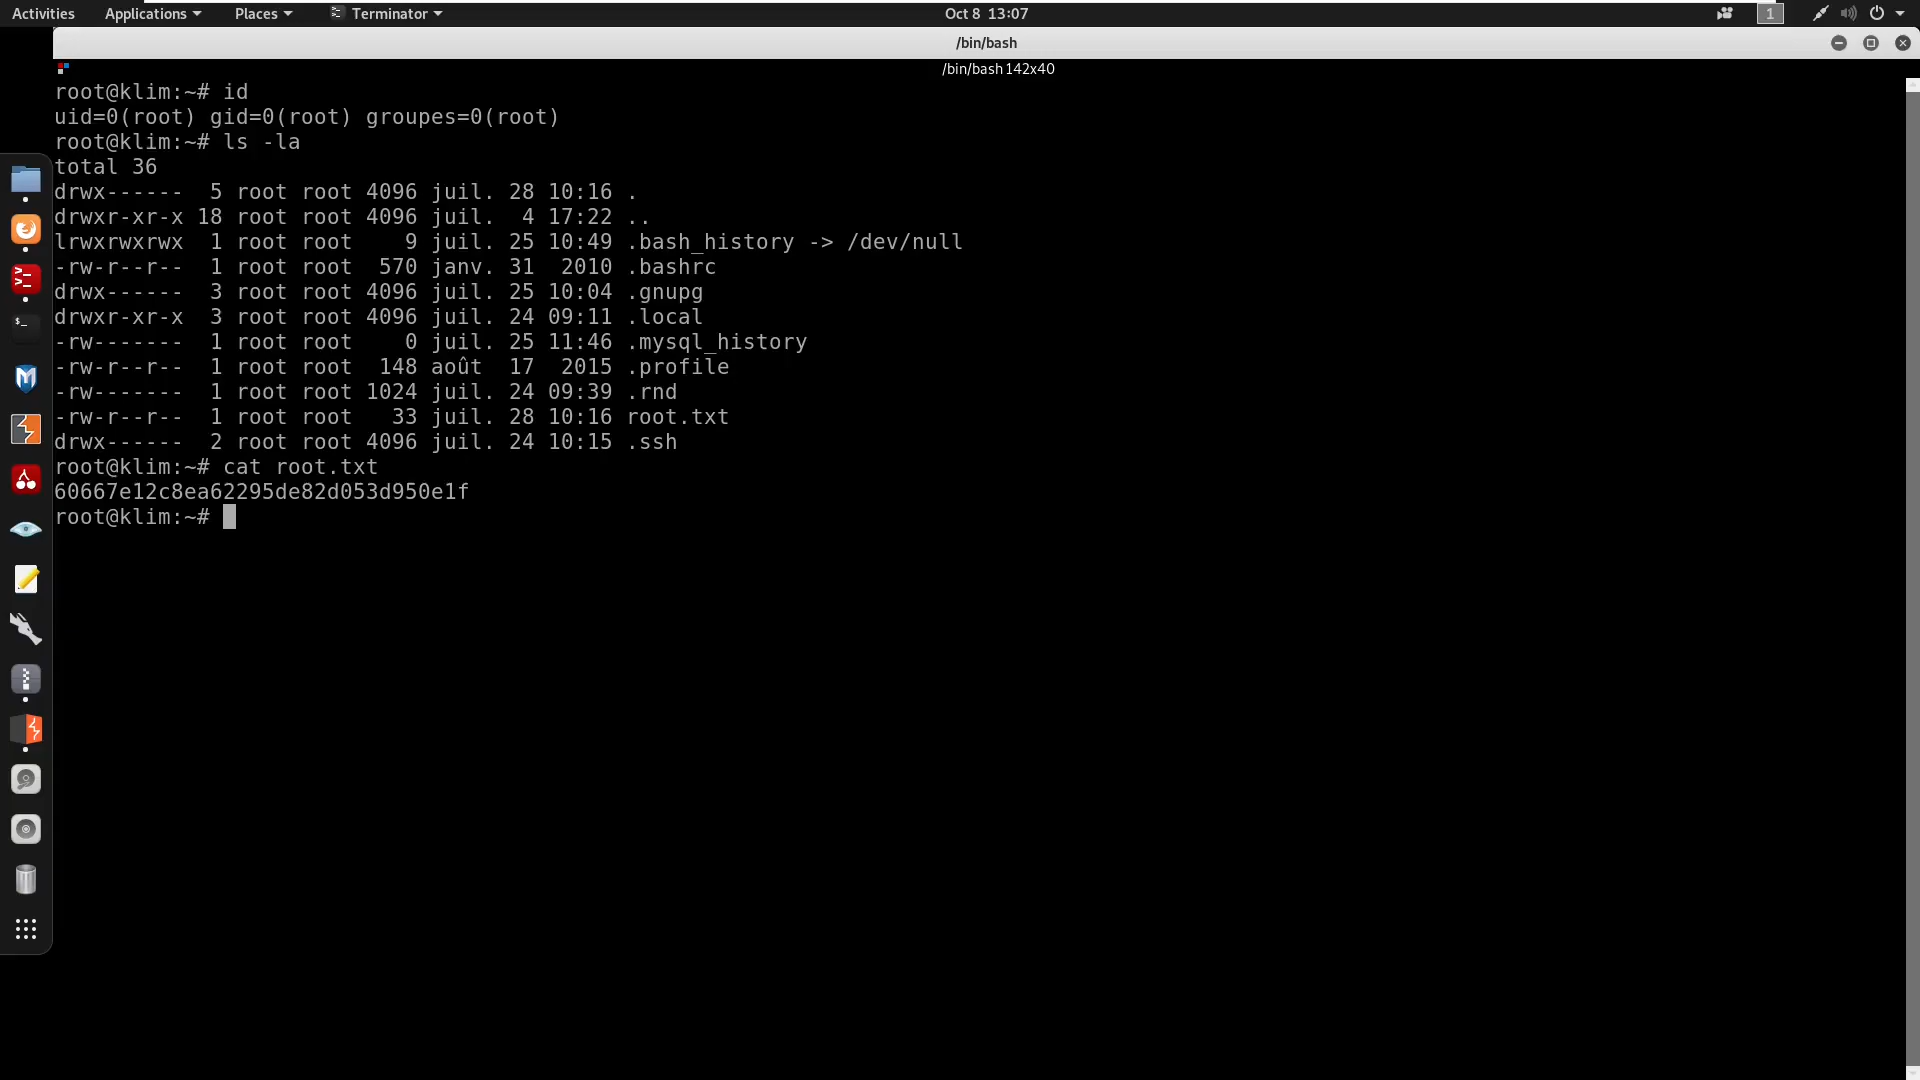 Activities Applications Places Terminator Oct 8 13:07 1
/bin/bash
/bin/bash 142x40
root@klim:~# id
uid=0(root) gid=0(root) groupes=0(root)
root@klim:~# ls -la
total 36
drwx------  5 root root 4096 juil. 28 10:16 .
drwxr-xr-x 18 root root 4096 juil.  4 17:22 ..
lrwxrwxrwx  1 root root    9 juil. 25 10:49 .bash_history -> /dev/null
-rw-r--r--  1 root root  570 janv. 31  2010 .bashrc
drwx------  3 root root 4096 juil. 25 10:04 .gnupg
drwxr-xr-x  3 root root 4096 juil. 24 09:11 .local
-rw-------  1 root root    0 juil. 25 11:46 .mysql_history
-rw-r--r--  1 root root  148 août  17  2015 .profile
-rw-------  1 root root 1024 juil. 24 09:39 .rnd
-rw-r--r--  1 root root   33 juil. 28 10:16 root.txt
drwx------  2 root root 4096 juil. 24 10:15 .ssh
root@klim:~# cat root.txt
60667e12c8ea62295de82d053d950e1f
root@klim:~#